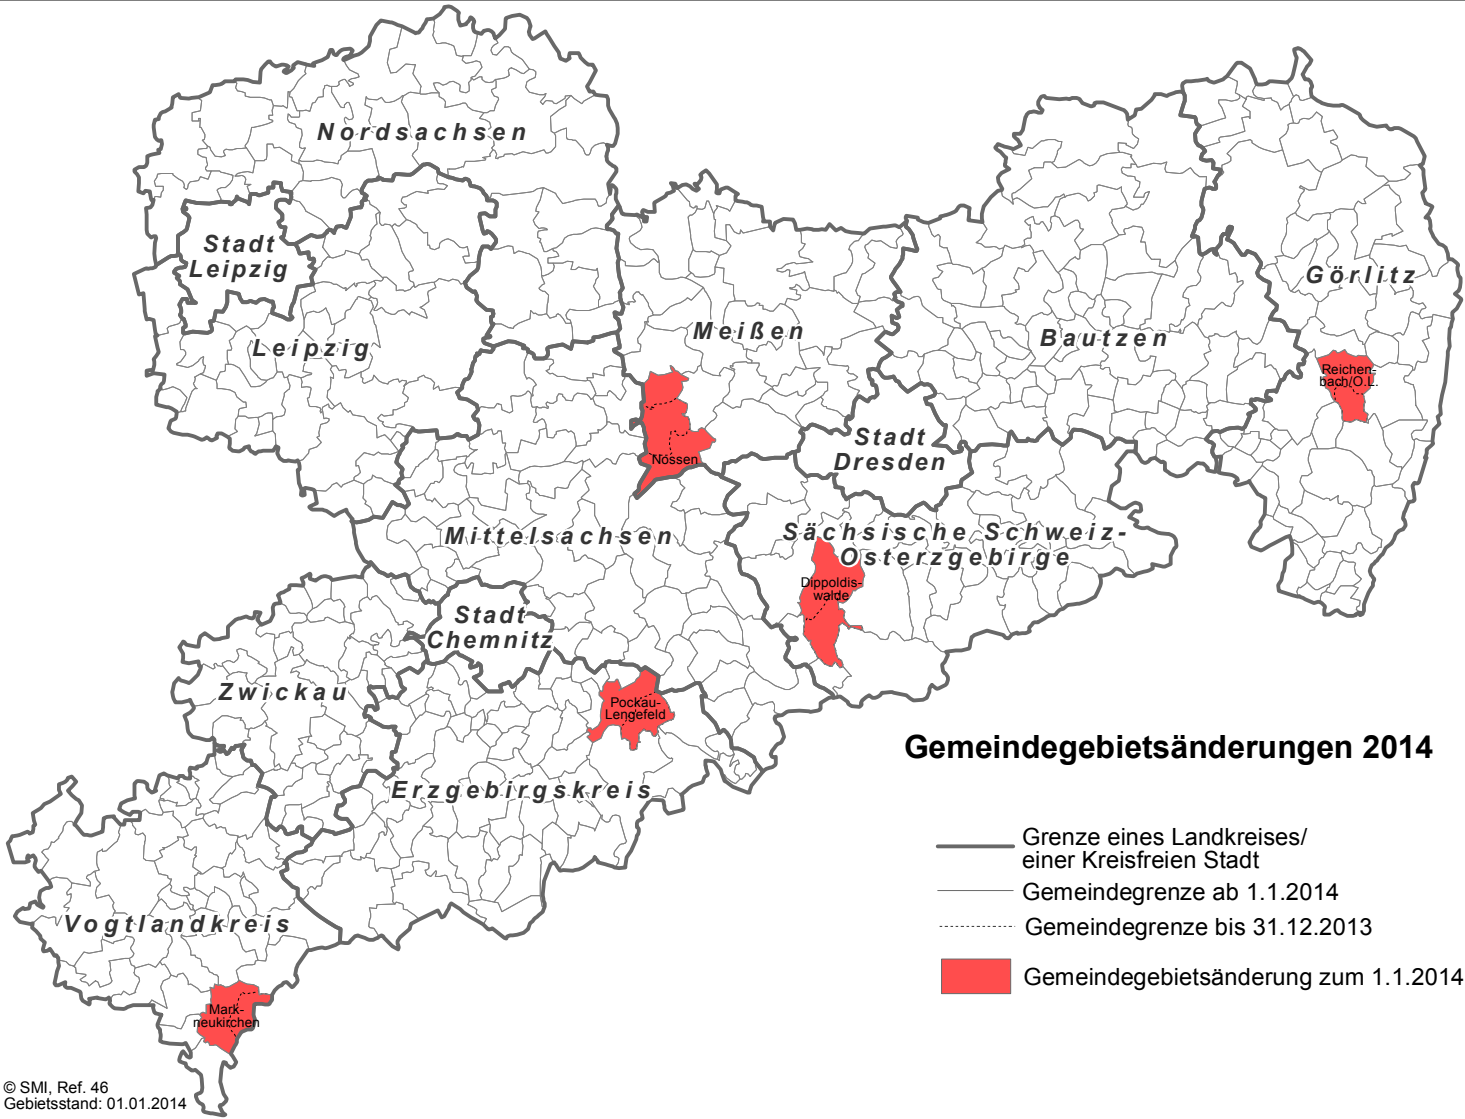 Nordsachsen
Stadt
Leipzig
Görlitz
Meißen
Bautzen
Leipzig
Reichen-
bach/O.L.
Stadt
Dresden
Nossen
Mittelsachsen
Sächsische Schweiz-
Osterzgebirge
Dippoldis-
walde
Stadt
Chemnitz
Zwickau
Pockau-
Lengefeld
Erzgebirgskreis
Vogtlandkreis
Mark-
neukirchen
Gemeindegebietsänderungen 2014
Grenze eines Landkreises/
einer Kreisfreien Stadt
Gemeindegrenze ab 1.1.2014
Gemeindegrenze bis 31.12.2013
Gemeindegebietsänderung zum 1.1.2014
© SMI, Ref. 46
Gebietsstand: 01.01.2014